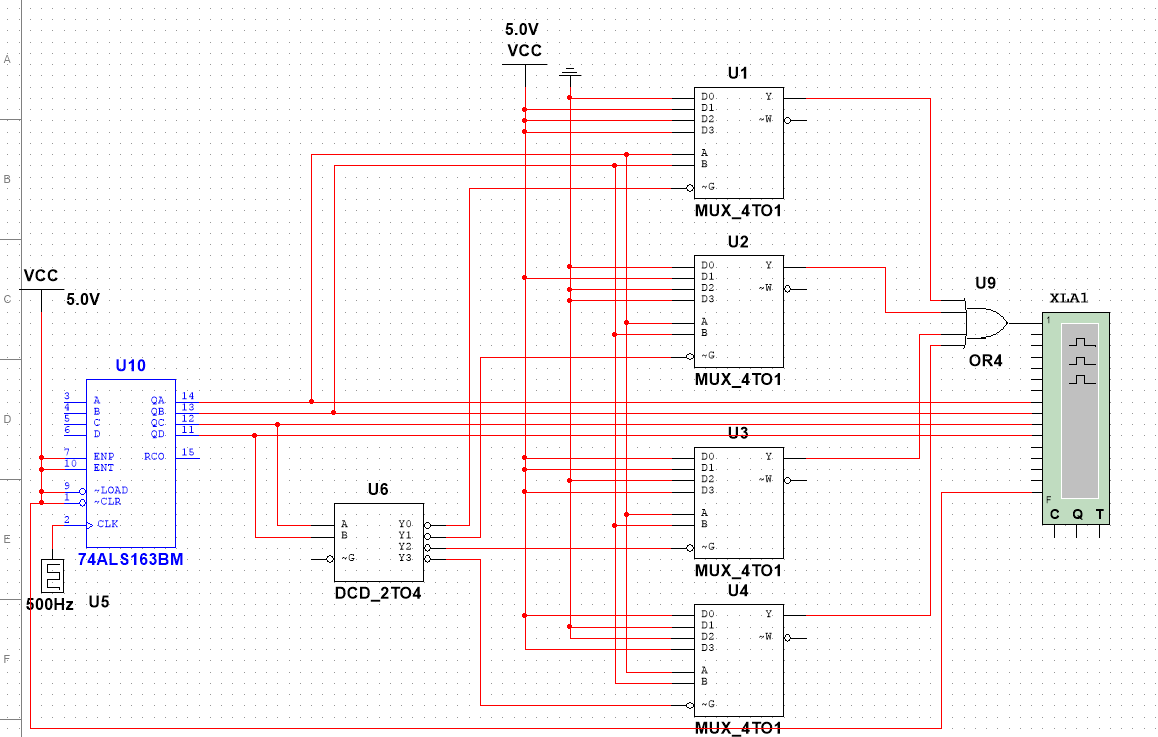 5.0V
VCC
A
B
C
D
E
F
U1
D0
D1
D2
D3
A
B
~G
Y
~W
MUX_4TO1
U2
D0
D1
D2
D3
A
B
~G
Y
~W
MUX_4TO1
U9
OR4
XLA1
1
F
C Q T
VCC
5.0V
U10
3 A QA 14
4 B QB 13
5 C QC 12
6 D QD 11
7 ENP RCO 15
10 ENT
9 ~LOAD
1 ~CLR
2 CLK
74ALS163BM
500Hz
U5
U6
A Y0
B Y1
Y2
~G Y3
DCD_2TO4
U3
D0
D1
D2
D3
A
B
~G
Y
~W
MUX_4TO1
U4
D0
D1
D2
D3
A
B
~G
Y
~W
MUX_4TO1